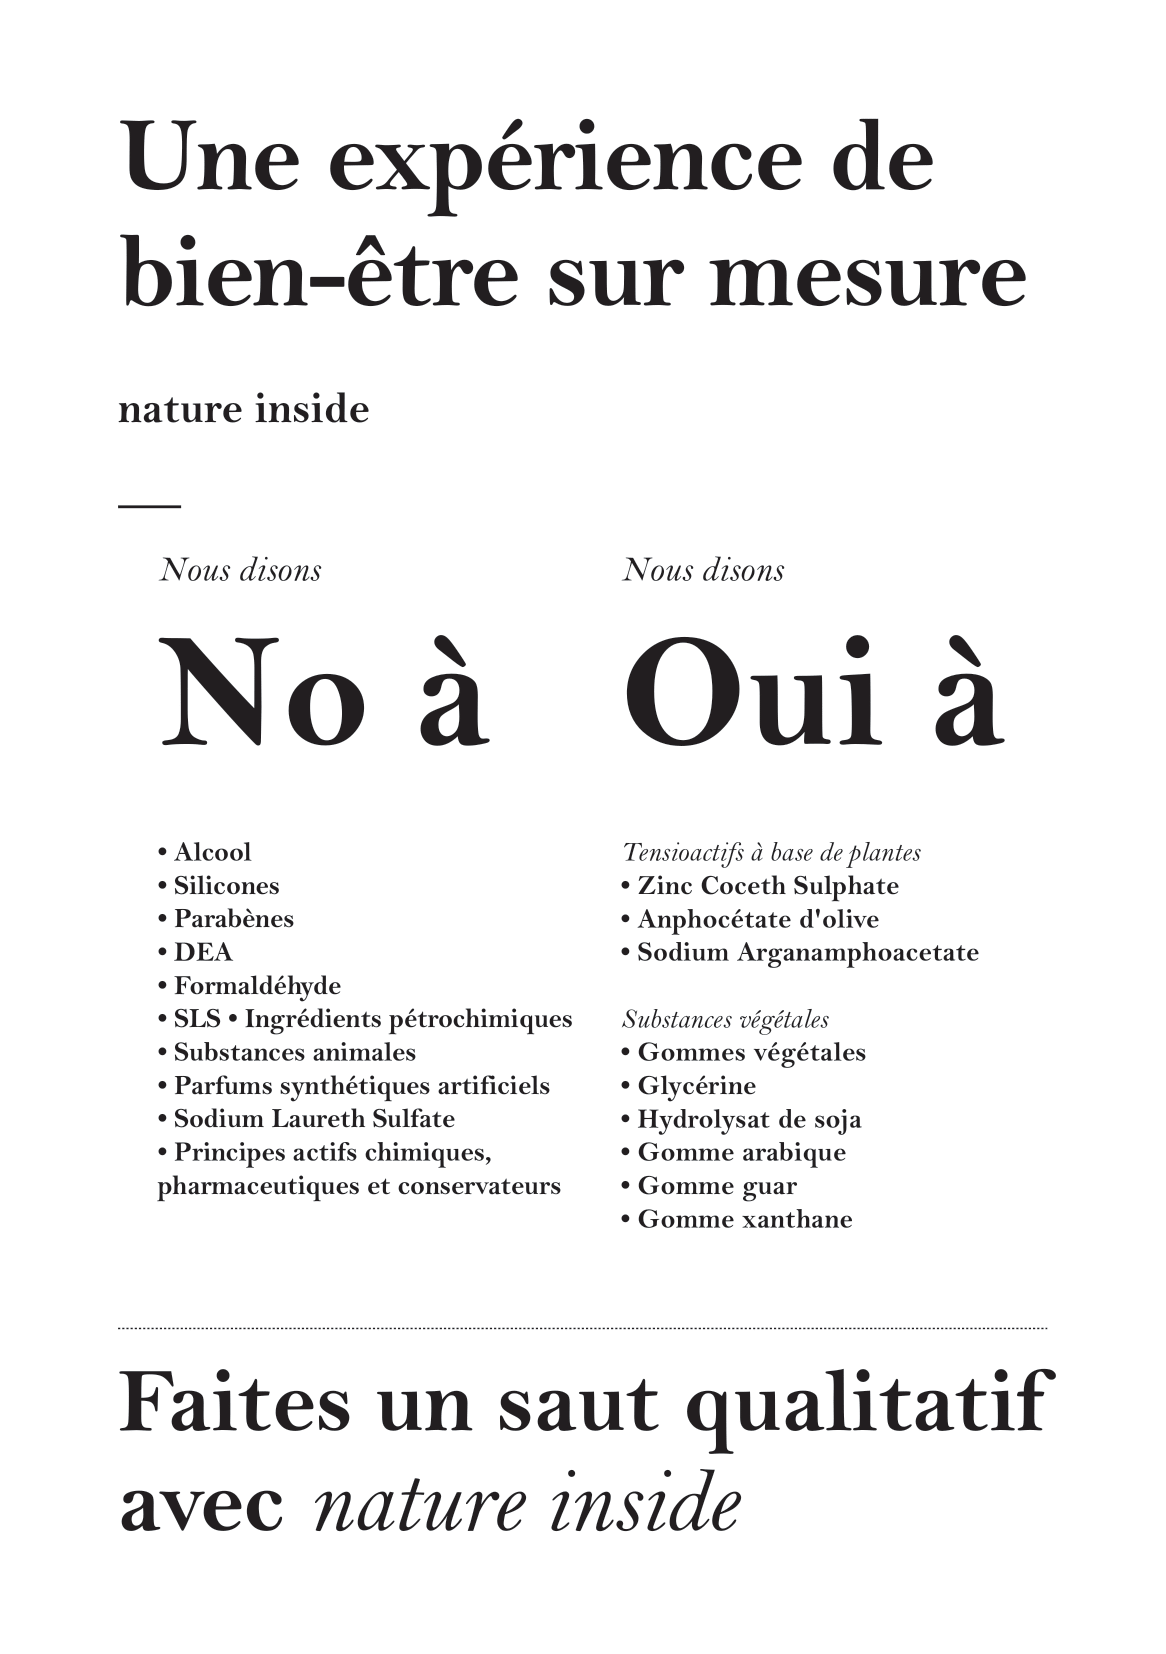 Une expérience de
bien-être sur mesure
nature inside
Nous disons
No à
• Alcool
• Silicones
• Parabènes
• DEA
• Formaldéhyde
• SLS • Ingrédients pétrochimiques
• Substances animales
• Parfums synthétiques artificiels
• Sodium Laureth Sulfate
• Principes actifs chimiques,
pharmaceutiques et conservateurs
Nous disons
Oui à
Tensioactifs à base de plantes
• Zinc Coceth Sulphate
• Anphocétate d'olive
• Sodium Arganamphoacetate
Substances végétales
• Gommes végétales
• Glycérine
• Hydrolysat de soja
• Gomme arabique
• Gomme guar
• Gomme xanthane
Faites un saut qualitatif
avec nature inside